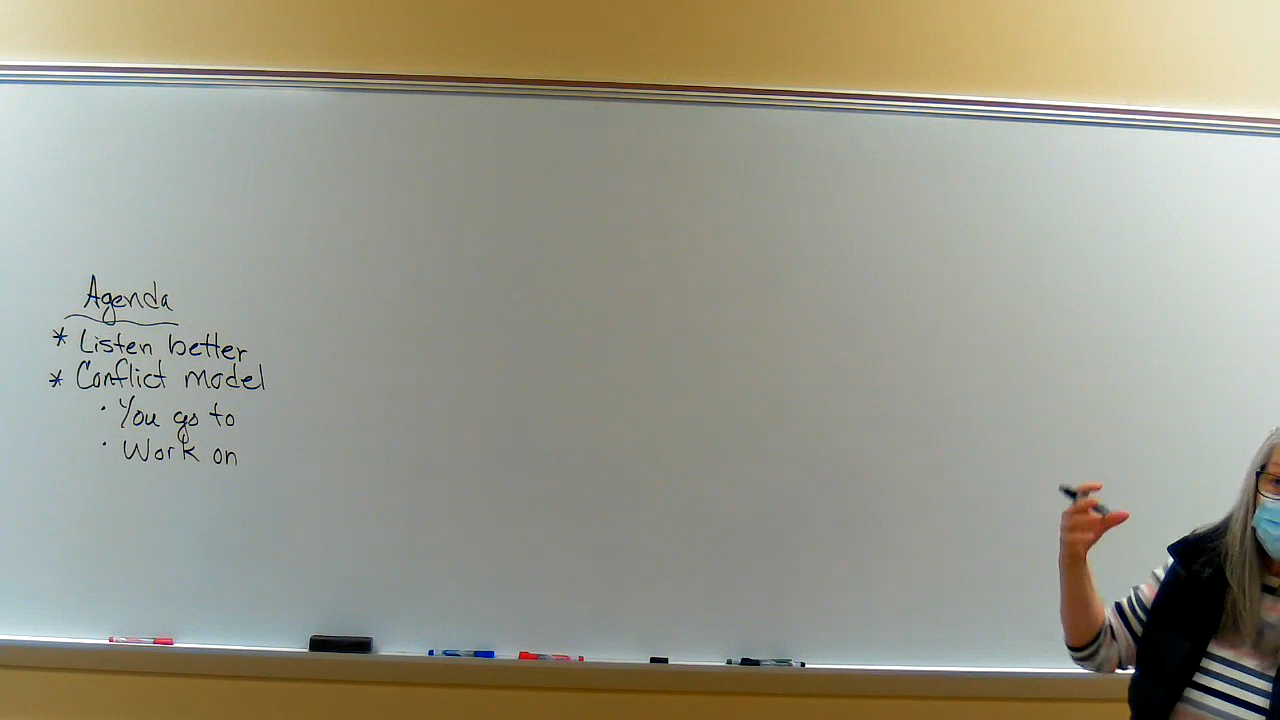 Agenda
* Listen better
* Conflict model
· You go to
· Work on